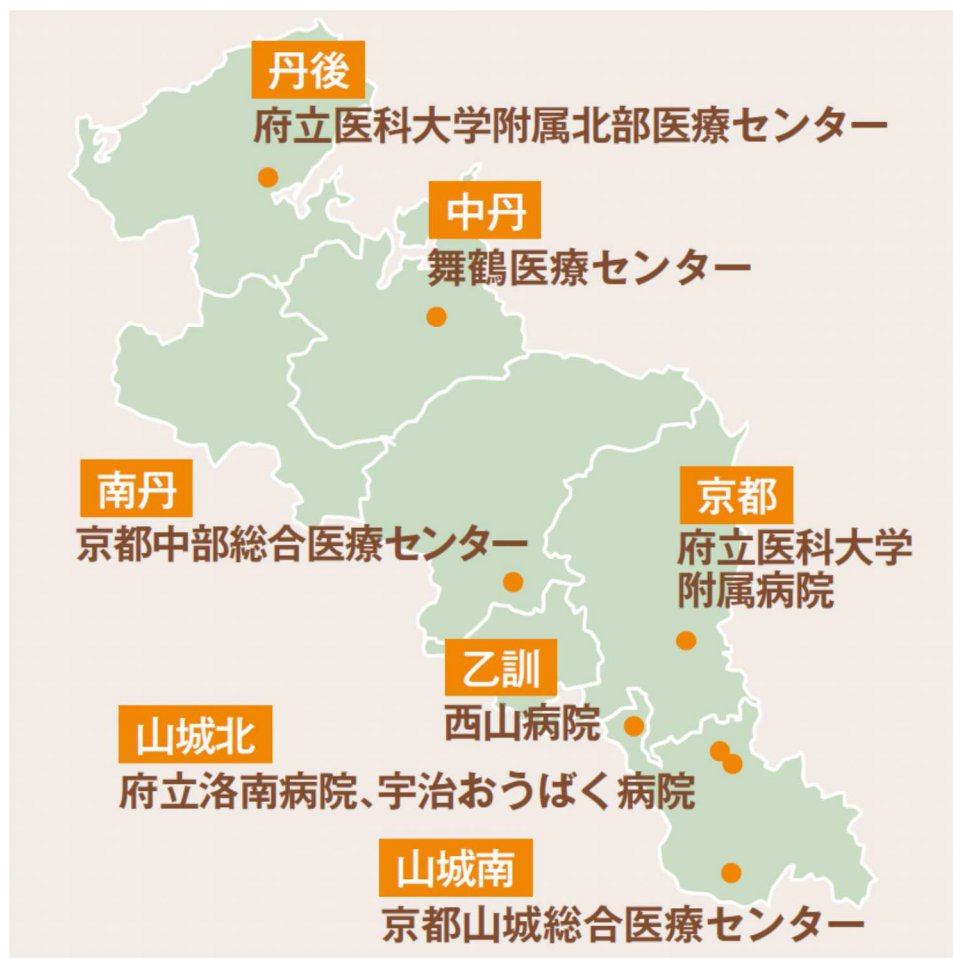 丹後
府立医科大学附属北部医療センター
中丹
舞鶴医療センター
南丹
京都中部総合医療センター
京都
府立医科大学
附属病院
乙訓
西山病院
山城北
府立洛南病院、宇治おうばく病院
山城南
京都山城総合医療センター